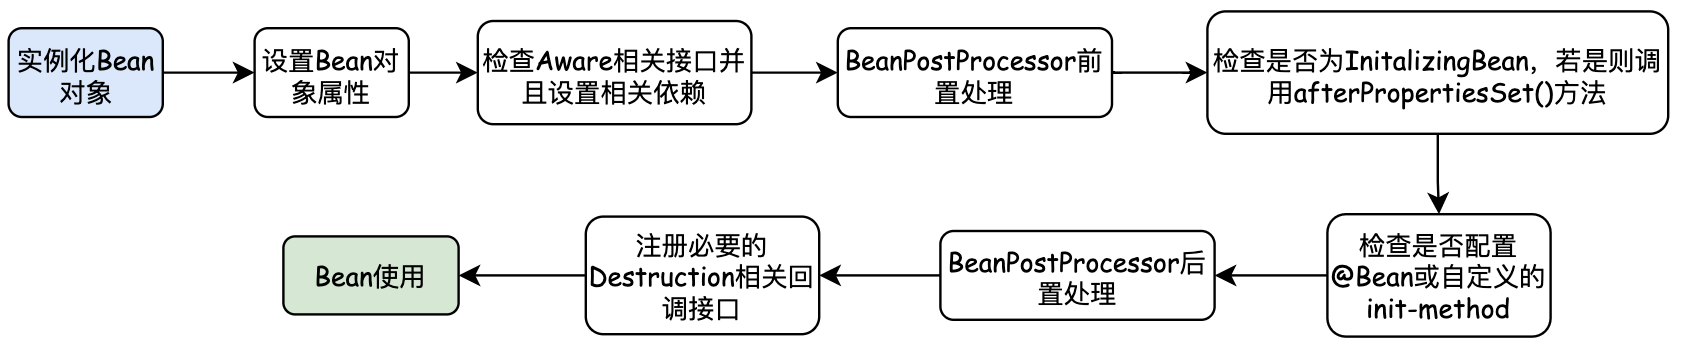 实例化Bean
对象
设置Bean对
象属性
检查Aware相关接口并
且设置相关依赖
BeanPostProcessor前
置处理
检查是否为InitalizingBean，若是则调
用afterPropertiesSet()方法
检查是否配置
@Bean或自定义的
init-method
BeanPostProcessor后
置处理
注册必要的
Destruction相关回
调接口
Bean使用